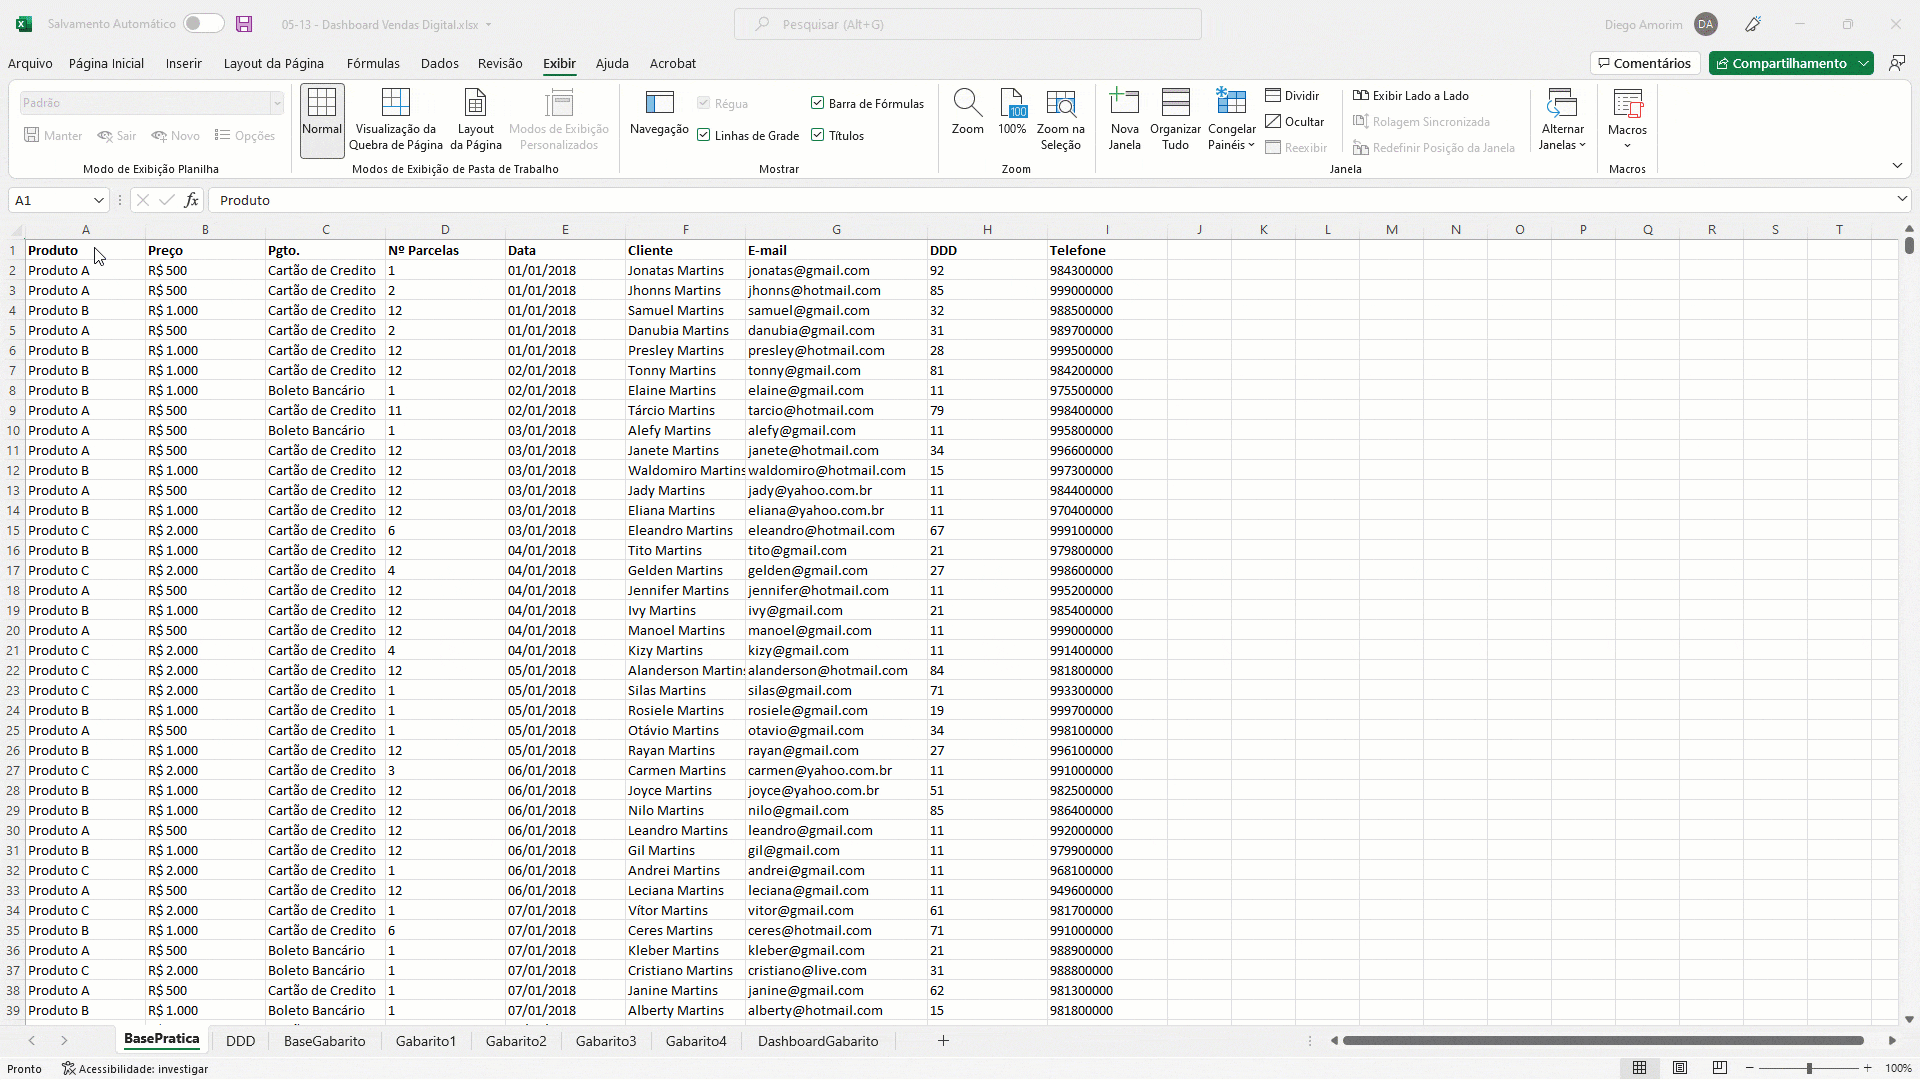 Salvamento Automático 05-13 - Dashboard Vendas Digital.xlsx Pesquisar (Alt+G) Diego Amorim DA
Arquivo Página Inicial Inserir Layout da Página Fórmulas Dados Revisão Exibir Ajuda Acrobat Comentários Compartilhamento
Padrão
Manter Sair Novo Opções
Modo de Exibição Planilha
Normal
Visualização da Quebra de Página
Layout da Página
Modos de Exibição Personalizados
Modos de Exibição de Pasta de Trabalho
Navegação
Régua Barra de Fórmulas
Linhas de Grade Títulos
Mostrar
Zoom 100% Zoom na Seleção
Zoom
Nova Janela
Organizar Tudo
Congelar Painéis
Dividir
Ocultar
Reexibir
Exibir Lado a Lado
Rolagem Sincronizada
Redefinir Posição da Janela
Alternar Janelas
Janela
Macros
Macros
A1 fx Produto
A B C D E F G H I J K L M N O P Q R S T
1 Produto Preço Pgto. Nº Parcelas Data Cliente E-mail DDD Telefone
2 Produto A R$ 500 Cartão de Credito 1 01/01/2018 Jonatas Martins jonatas@gmail.com 92 984300000
3 Produto A R$ 500 Cartão de Credito 2 01/01/2018 Jhonns Martins jhonns@hotmail.com 85 999000000
4 Produto B R$ 1.000 Cartão de Credito 12 01/01/2018 Samuel Martins samuel@gmail.com 32 988500000
5 Produto A R$ 500 Cartão de Credito 2 01/01/2018 Danubia Martins danubia@gmail.com 31 989700000
6 Produto B R$ 1.000 Cartão de Credito 12 01/01/2018 Presley Martins presley@hotmail.com 28 999500000
7 Produto B R$ 1.000 Cartão de Credito 12 02/01/2018 Tonny Martins tonny@gmail.com 81 984200000
8 Produto B R$ 1.000 Boleto Bancário 1 02/01/2018 Elaine Martins elaine@gmail.com 11 975500000
9 Produto A R$ 500 Cartão de Credito 11 02/01/2018 Tárcio Martins tarcio@hotmail.com 79 998400000
10 Produto A R$ 500 Boleto Bancário 1 03/01/2018 Alefy Martins alefy@gmail.com 11 995800000
11 Produto A R$ 500 Cartão de Credito 12 03/01/2018 Janete Martins janete@hotmail.com 34 996600000
12 Produto B R$ 1.000 Cartão de Credito 12 03/01/2018 Waldomiro Martins waldomiro@hotmail.com 15 997300000
13 Produto A R$ 500 Cartão de Credito 12 03/01/2018 Jady Martins jady@yahoo.com.br 11 984400000
14 Produto B R$ 1.000 Cartão de Credito 12 03/01/2018 Eliana Martins eliana@yahoo.com.br 11 970400000
15 Produto C R$ 2.000 Cartão de Credito 6 03/01/2018 Eleandro Martins eleandro@hotmail.com 67 999100000
16 Produto B R$ 1.000 Cartão de Credito 12 04/01/2018 Tito Martins tito@gmail.com 21 979800000
17 Produto C R$ 2.000 Cartão de Credito 4 04/01/2018 Gelden Martins gelden@gmail.com 27 998600000
18 Produto A R$ 500 Cartão de Credito 12 04/01/2018 Jennifer Martins jennifer@hotmail.com 11 995200000
19 Produto B R$ 1.000 Cartão de Credito 12 04/01/2018 Ivy Martins ivy@gmail.com 21 985400000
20 Produto A R$ 500 Cartão de Credito 12 04/01/2018 Manoel Martins manoel@gmail.com 11 999000000
21 Produto C R$ 2.000 Cartão de Credito 4 04/01/2018 Kizy Martins kizy@gmail.com 11 991400000
22 Produto C R$ 2.000 Cartão de Credito 12 05/01/2018 Alanderson Martins alanderson@hotmail.com 84 981800000
23 Produto C R$ 2.000 Cartão de Credito 1 05/01/2018 Silas Martins silas@gmail.com 71 993300000
24 Produto B R$ 1.000 Cartão de Credito 1 05/01/2018 Rosiele Martins rosiele@gmail.com 19 999700000
25 Produto A R$ 500 Cartão de Credito 1 05/01/2018 Otávio Martins otavio@gmail.com 34 998100000
26 Produto B R$ 1.000 Cartão de Credito 12 05/01/2018 Rayan Martins rayan@gmail.com 27 996100000
27 Produto C R$ 2.000 Cartão de Credito 3 06/01/2018 Carmen Martins carmen@yahoo.com.br 11 991000000
28 Produto B R$ 1.000 Cartão de Credito 12 06/01/2018 Joyce Martins joyce@yahoo.com.br 51 982500000
29 Produto B R$ 1.000 Cartão de Credito 12 06/01/2018 Nilo Martins nilo@gmail.com 85 986400000
30 Produto A R$ 500 Cartão de Credito 12 06/01/2018 Leandro Martins leandro@gmail.com 11 992000000
31 Produto B R$ 1.000 Cartão de Credito 12 06/01/2018 Gil Martins gil@gmail.com 11 979900000
32 Produto C R$ 2.000 Cartão de Credito 1 06/01/2018 Andrei Martins andrei@gmail.com 11 968100000
33 Produto A R$ 500 Cartão de Credito 12 06/01/2018 Leciana Martins leciana@gmail.com 11 949600000
34 Produto C R$ 2.000 Cartão de Credito 1 07/01/2018 Vítor Martins vitor@gmail.com 61 981700000
35 Produto B R$ 1.000 Cartão de Credito 6 07/01/2018 Ceres Martins ceres@hotmail.com 71 991000000
36 Produto A R$ 500 Boleto Bancário 1 07/01/2018 Kleber Martins kleber@gmail.com 21 988900000
37 Produto C R$ 2.000 Boleto Bancário 1 07/01/2018 Cristiano Martins cristiano@live.com 31 988800000
38 Produto A R$ 500 Cartão de Credito 1 07/01/2018 Janine Martins janine@gmail.com 62 981300000
39 Produto B R$ 1.000 Boleto Bancário 1 07/01/2018 Alberty Martins alberty@hotmail.com 15 981800000
BasePratica DDD BaseGabarito Gabarito1 Gabarito2 Gabarito3 Gabarito4 DashboardGabarito
Pronto Acessibilidade: investigar 100%